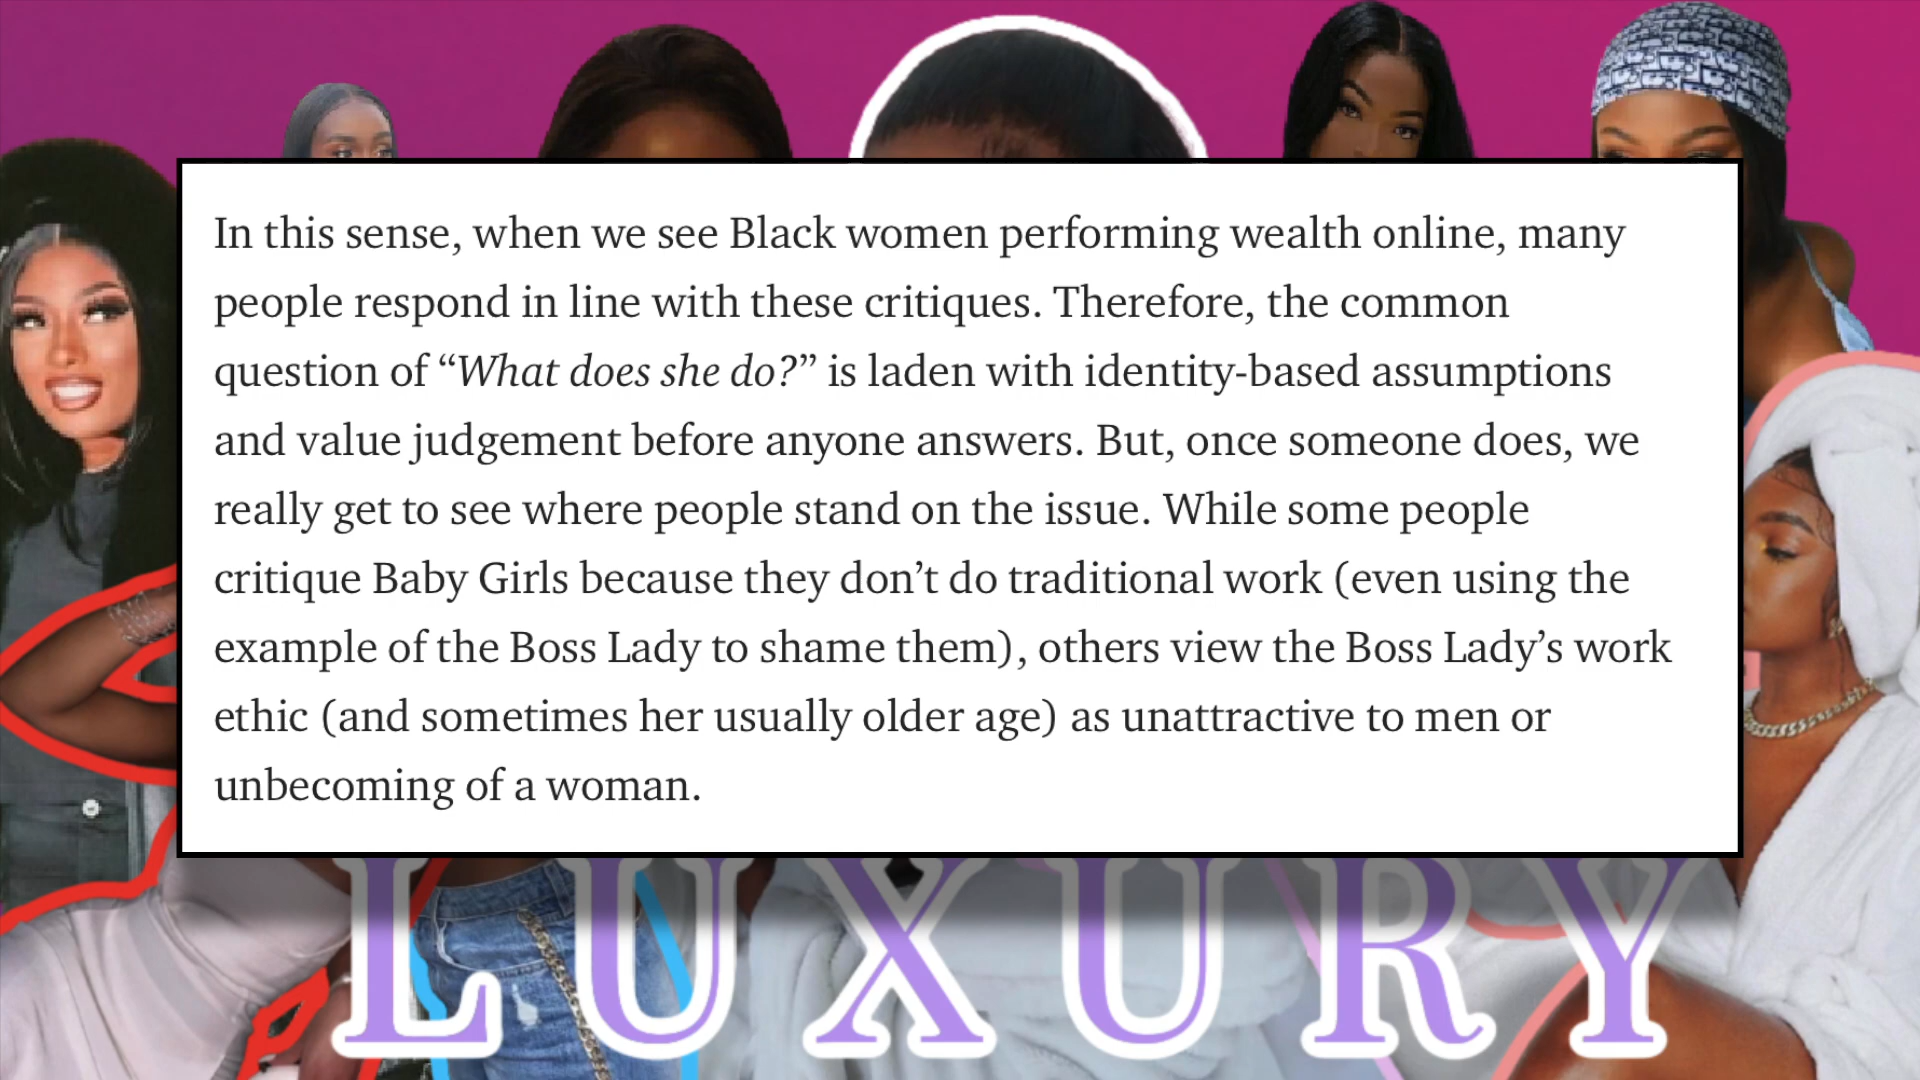 In this sense, when we see Black women performing wealth online, many
people respond in line with these critiques. Therefore, the common
question of “What does she do?” is laden with identity-based assumptions
and value judgement before anyone answers. But, once someone does, we
really get to see where people stand on the issue. While some people
critique Baby Girls because they don’t do traditional work (even using the
example of the Boss Lady to shame them), others view the Boss Lady’s work
ethic (and sometimes her usually older age) as unattractive to men or
unbecoming of a woman.
LUXURY